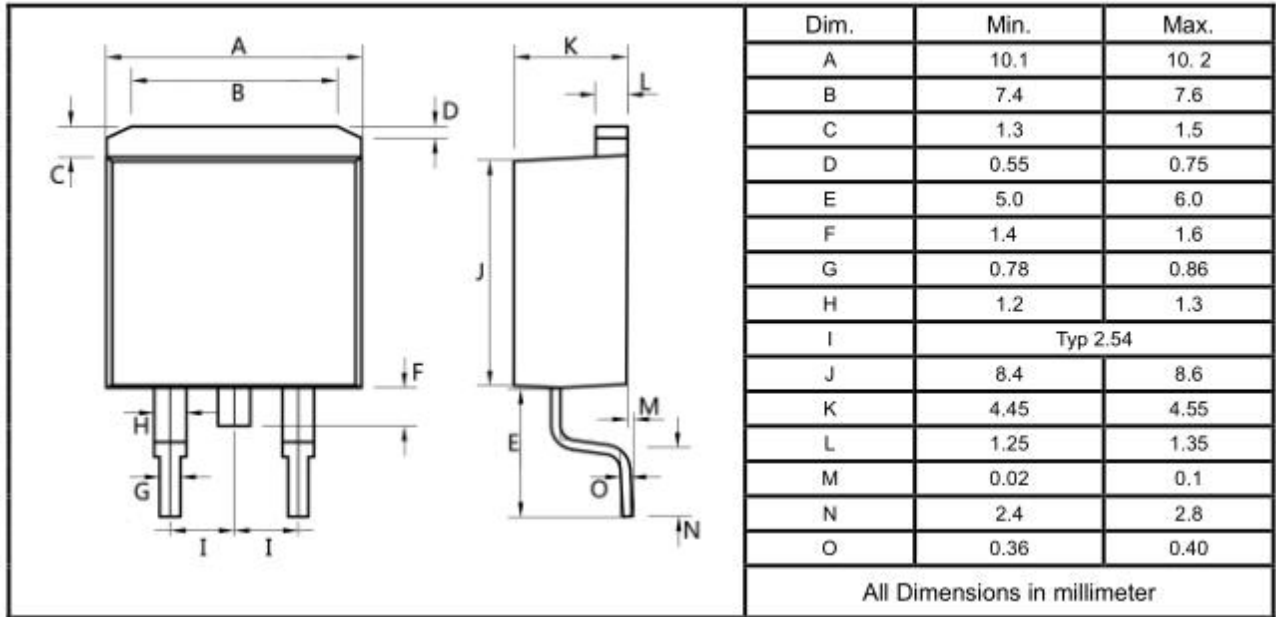 A
B
C
D
F
H
G
I I
K
L
J
M
E
O
N
Dim. Min. Max.
A 10.1 10. 2
B 7.4 7.6
C 1.3 1.5
D 0.55 0.75
E 5.0 6.0
F 1.4 1.6
G 0.78 0.86
H 1.2 1.3
I Typ 2.54
J 8.4 8.6
K 4.45 4.55
L 1.25 1.35
M 0.02 0.1
N 2.4 2.8
O 0.36 0.40
All Dimensions in millimeter